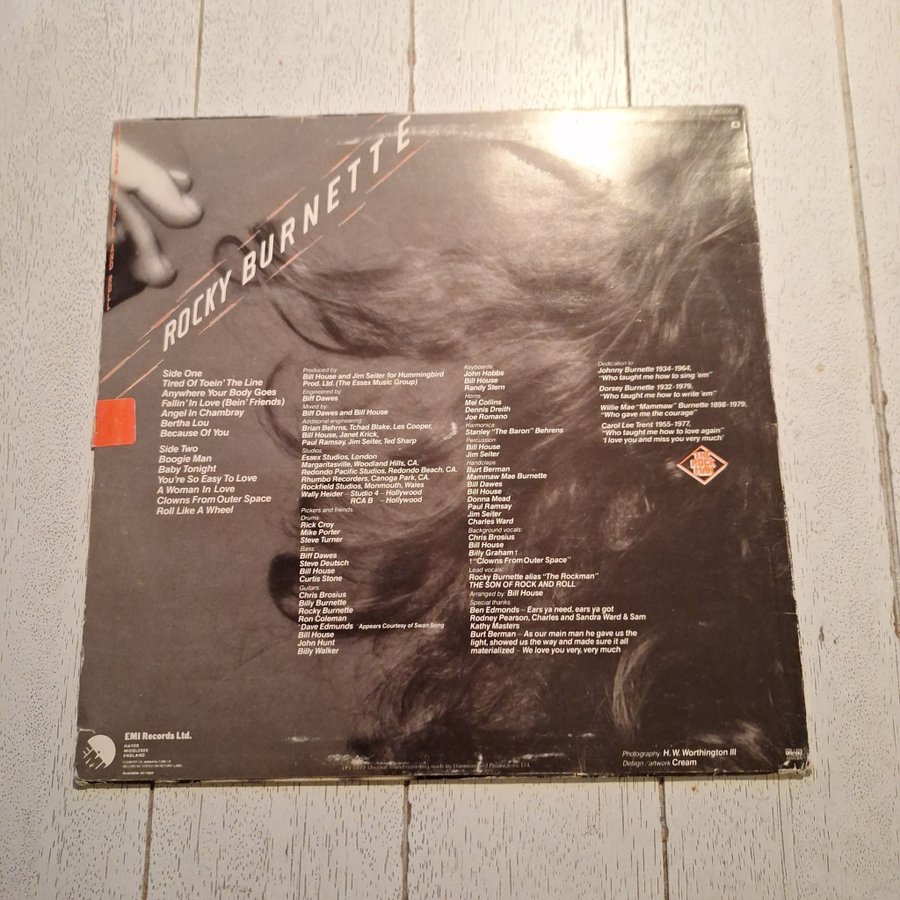 ROCKY BURNETTE
Side One
Tired Of Toein' The Line
Anywhere Your Body Goes
Fallin' In Love (Bein' Friends)
Angel In Chambray
Bertha Lou
Because Of You
Side Two
Boogie Man
Baby Tonight
You're So Easy To Love
A Woman In Love
Clowns From Outer Space
Roll Like A Wheel
Produced by
Bill House and Jim Seiter for Hummingbird
Prod. Ltd. (The Essex Music Group)
Engineered by
Biff Dawes
Mixed by
Biff Dawes and Bill House
Additional engineering:
Brian Behrns, Tchad Blake, Les Cooper,
Bill House, Janet Krick,
Paul Ramsay, Jim Seiter, Ted Sharp
Studios
Essex Studios, London
Margaritaville, Woodland Hills, CA.
Redondo Pacific Studios, Redondo Beach, CA.
Rhumbo Recorders, Canoga Park, CA.
Rockfield Studios, Monmouth, Wales
Wally Heider – Studio 4 – Hollywood
RCA B – Hollywood
Pickers and friends:
Drums:
Rick Croy
Mike Porter
Steve Turner
Bass
Biff Dawes
Steve Deutsch
Bill House
Curtis Stone
Guitars:
Chris Brosius
Billy Burnette
Rocky Burnette
Ron Coleman
*Dave Edmunds *Appears Courtesy of Swan Song
Bill House
John Hunt
Billy Walker
Keyboards
John Hobbs
Bill House
Randy Stern
Horns
Mel Collins
Dennis Dreith
Joe Romano
Harmonica
Stanley "The Baron" Behrens
Percussion
Bill House
Jim Seiter
Handclaps
Burt Berman
Mammaw Mae Burnette
Bill Dawes
Bill House
Donna Mead
Paul Ramsay
Jim Seiter
Charles Ward
Background vocals:
Chris Brosius
Bill House
Billy Graham †
† "Clowns From Outer Space"
Lead vocals:
Rocky Burnette alias "The Rockman"
THE SON OF ROCK AND ROLL
Arranged by: Bill House
Special thanks:
Ben Edmonds – Ears ya need, ears ya got
Rodney Pearson, Charles and Sandra Ward & Sam
Kathy Masters
Burt Berman – As our main man he gave us the
light, showed us the way and made sure it all
materialized – We love you very, very much
Dedication to
Johnny Burnette 1934-1964,
"Who taught me how to sing 'em"
Dorsey Burnette 1932-1979,
"Who taught me how to write 'em"
Willie Mae "Mammaw" Burnette 1898-1979,
"Who gave me the courage"
Carol Lee Trent 1955-1977,
"Who taught me how to love again"
'I love you and miss you very much'
THE
ROCK
MAN
EMI Records Ltd.
HAYES
MIDDLESEX
ENGLAND
Available on tape
Photography: H. W. Worthington III
Design/artwork Cream